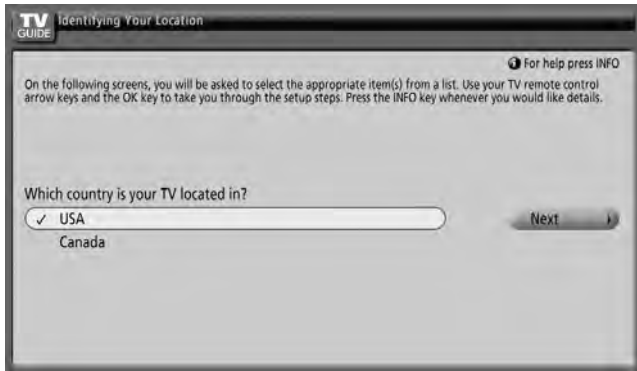 TV
GUIDE
Identifying Your Location
i For help press INFO
On the following screens, you will be asked to select the appropriate item(s) from a list. Use your TV remote control
arrow keys and the OK key to take you through the setup steps. Press the INFO key whenever you would like details.
Which country is your TV located in?
✓ USA
Next
Canada